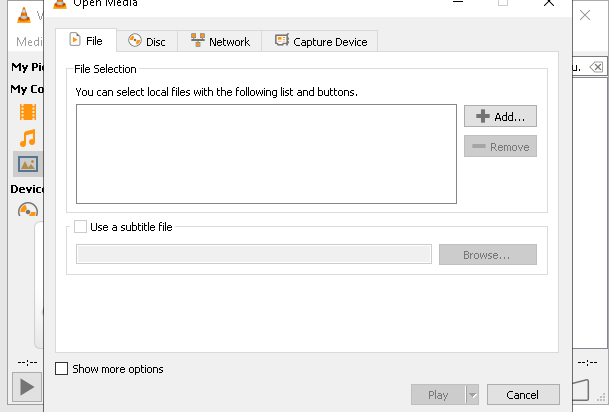 Open Media
V
Medi
File
Disc
Network
Capture Device
My Pi
u.
File Selection
My Co
You can select local files with the following list and buttons.
Add...
Remove
Device
Use a subtitle file
Browse...
--:--
--:--
Show more options
Play
Cancel